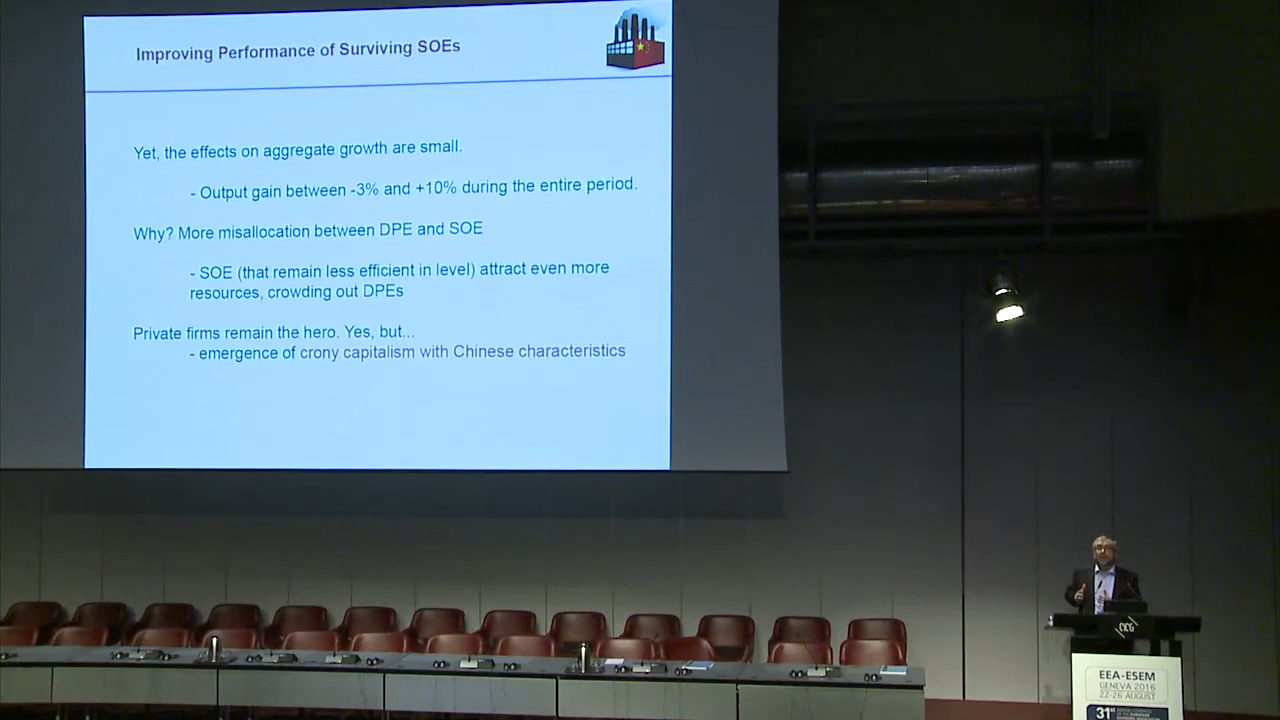 Improving Performance of Surviving SOEs
Yet, the effects on aggregate growth are small.
- Output gain between -3% and +10% during the entire period.
Why? More misallocation between DPE and SOE
- SOE (that remain less efficient in level) attract even more
resources, crowding out DPEs
Private firms remain the hero. Yes, but...
- emergence of crony capitalism with Chinese characteristics
CICG
EEA-ESEM
GENEVA 2016
22-26 AUGUST
31st